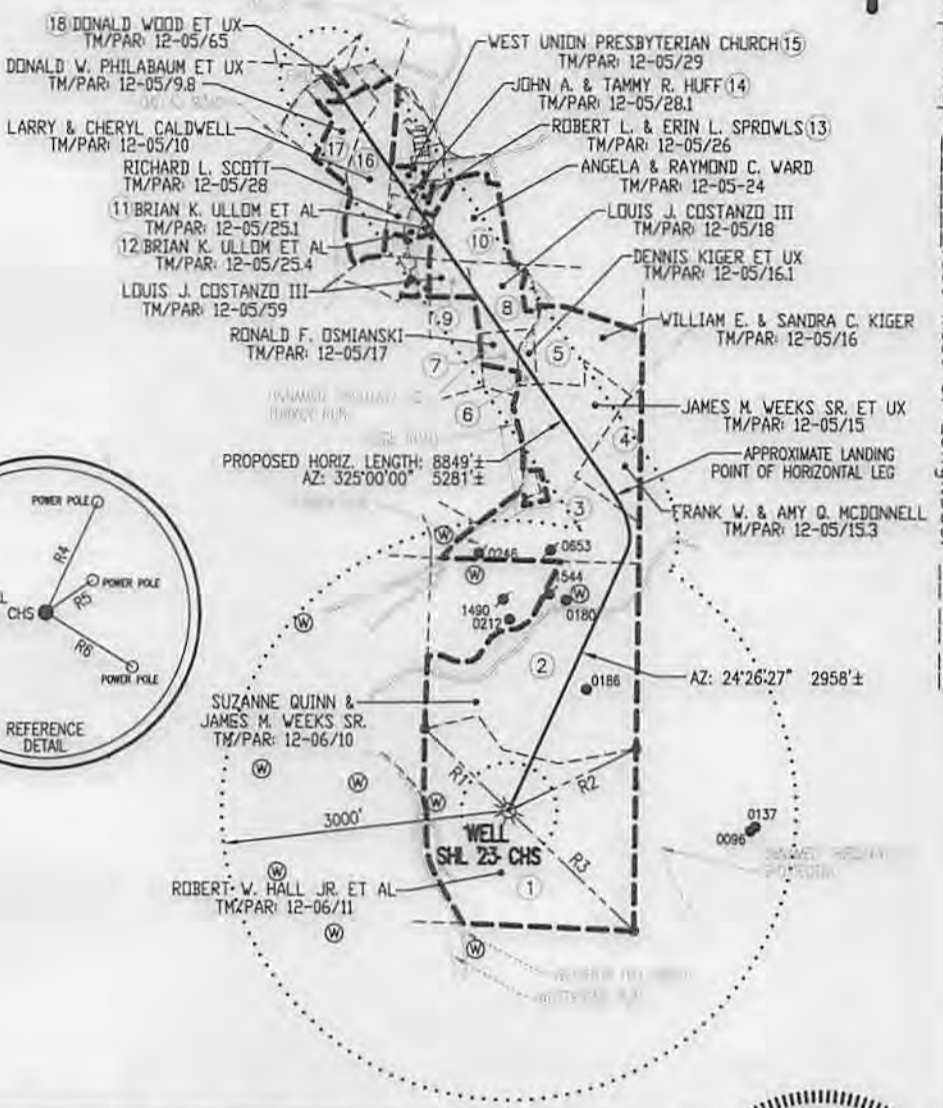 18 DONALD WOOD ET UX
TM/PAR: 12-05/65
DONALD W. PHILABAUM ET UX
TM/PAR: 12-05/9.8
LARRY & CHERYL CALDWELL
TM/PAR: 12-05/10
RICHARD L. SCOTT
TM/PAR: 12-05/28
11 BRIAN K. ULLOM ET AL
TM/PAR: 12-05/25.1
12 BRIAN K. ULLOM ET AL
TM/PAR: 12-05/25.4
LOUIS J. COSTANZO III
TM/PAR: 12-05/59
RONALD F. OSMIANSKI
TM/PAR: 12-05/17
WEST UNION PRESBYTERIAN CHURCH 15
TM/PAR: 12-05/29
JOHN A. & TAMMY R. HUFF 14
TM/PAR: 12-05/28.1
ROBERT L. & ERIN L. SPROWLS 13
TM/PAR: 12-05/26
ANGELA & RAYMOND C. WARD
TM/PAR: 12-05-24
LOUIS J. COSTANZO III
TM/PAR: 12-05/18
DENNIS KIGER ET UX
TM/PAR: 12-05/16.1
WILLIAM E. & SANDRA C. KIGER
TM/PAR: 12-05/16
JAMES M. WEEKS SR. ET UX
TM/PAR: 12-05/15
APPROXIMATE LANDING
POINT OF HORIZONTAL LEG
FRANK W. & AMY Q. MCDONNELL
TM/PAR: 12-05/15.3
17
16
10
9
8
7
5
6
4
3
PROPOSED HORIZ. LENGTH: 8849'±
AZ: 325°00'00" 5281'±
W
0246
0653
W
1544
W
1490
0180
0212
W
2
AZ: 24°26'27" 2958'±
0186
SUZANNE QUINN &
JAMES M. WEEKS SR.
TM/PAR: 12-06/10
R1
R2
R3
W
W
W
3000'
WELL
SHL 23 CHS
0137
0096
W
1
ROBERT W. HALL JR. ET AL
TM/PAR: 12-06/11
W
W
POWER POLE
R4
POWER POLE
R5
L
CHS
R6
POWER POLE
REFERENCE
DETAIL